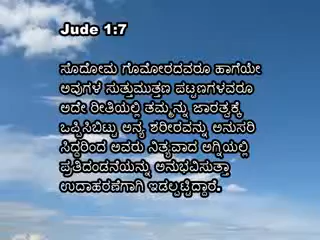 Jude 1:7
ಸೊದೋಮ ಗೊಮೋರದವರೂ ಹಾಗೆಯೇ
ಅವುಗಳ ಸುತ್ತುಮುತ್ತಣ ಪಟ್ಟಣಗಳವರೂ
ಅದೇ ರೀತಿಯಲ್ಲಿ ತಮ್ಮನ್ನು ಜಾರತ್ವಕ್ಕೆ
ಒಪ್ಪಿಸಿಬಿಟ್ಟು ಅನ್ಯ ಶರೀರವನ್ನು ಅನುಸರಿ
ಸಿದ್ದರಿಂದ ಅವರು ನಿತ್ಯವಾದ ಅಗ್ನಿಯಲ್ಲಿ
ಪ್ರತಿದಂಡನೆಯನ್ನು ಅನುಭವಿಸುತ್ತಾ
ಉದಾಹರಣೆಗಾಗಿ ಇಡಲ್ಪಟ್ಟಿದ್ದಾರೆ.